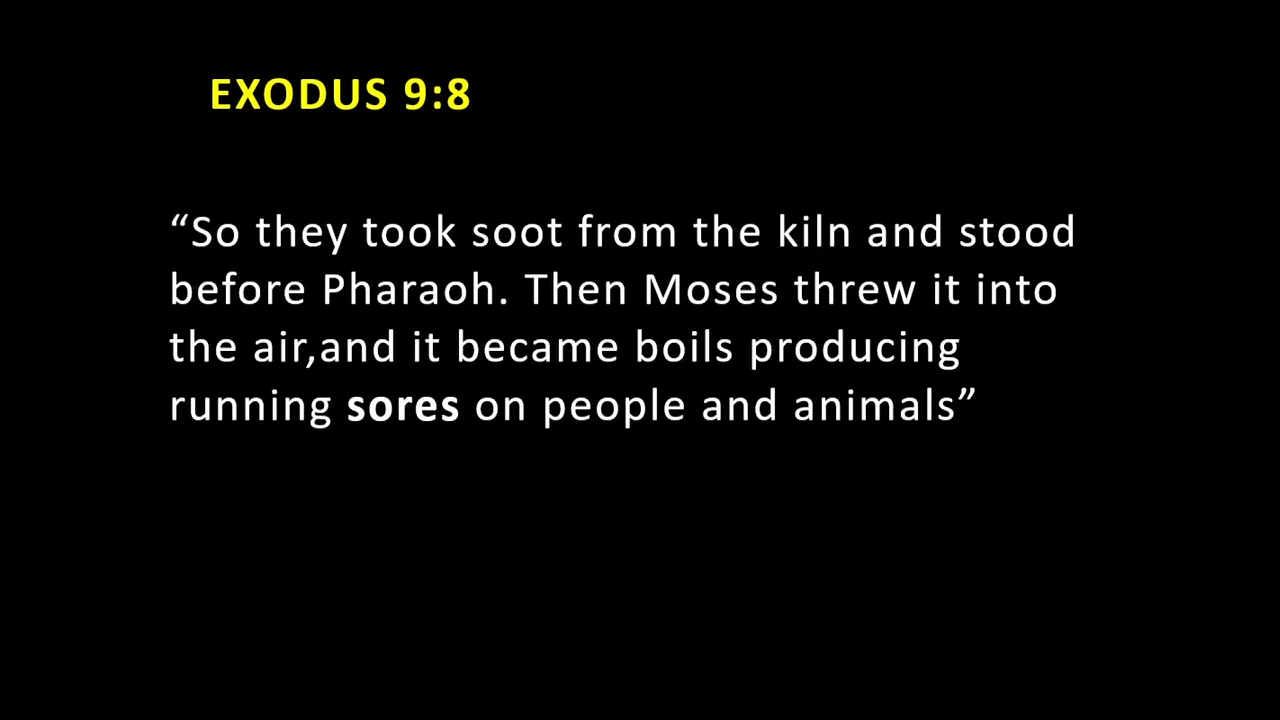 EXODUS 9:8
“So they took soot from the kiln and stood
before Pharaoh. Then Moses threw it into
the air,and it became boils producing
running sores on people and animals”